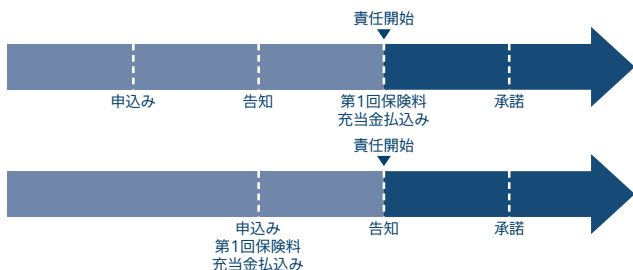 責任開始
申込み
告知
第1回保険料
充当金払込み
承諾
責任開始
申込み
第1回保険料
充当金払込み
告知
承諾